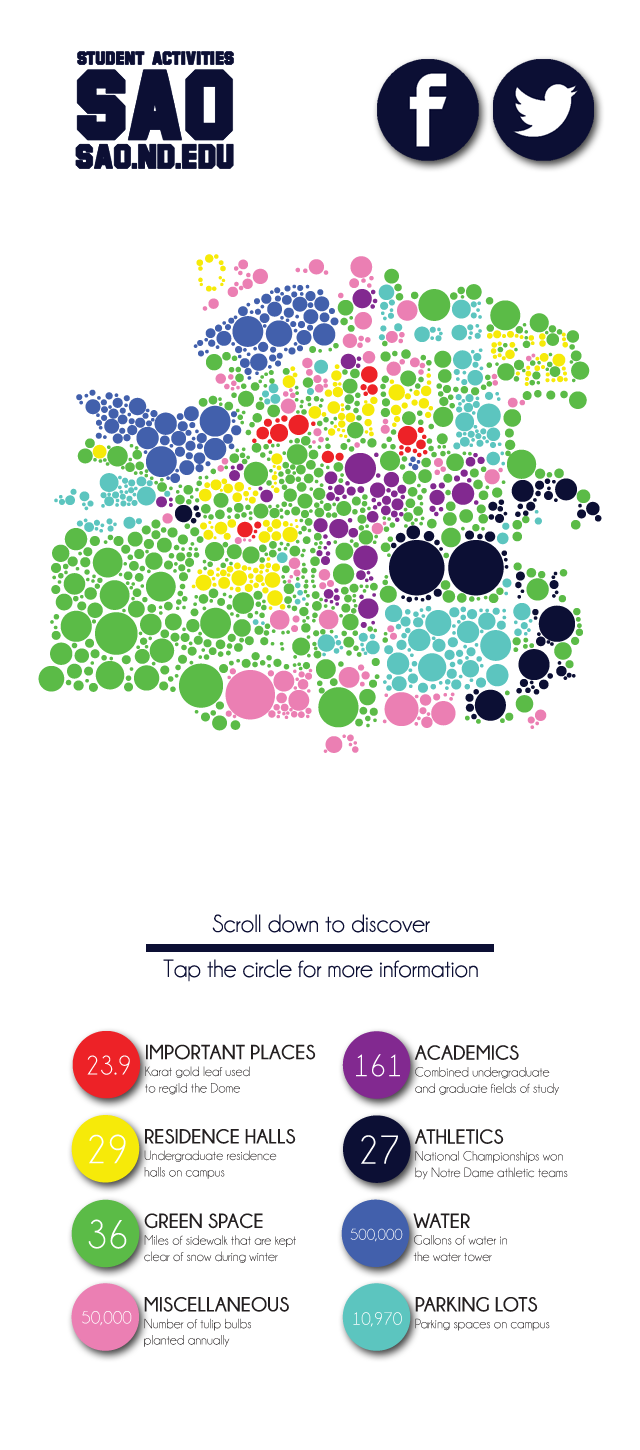 STUDENT ACTIVITIES
SAO
SAO.ND.EDU
Scroll down to discover
Tap the circle for more information
23.9
IMPORTANT PLACES
Karat gold leaf used
to regild the Dome
161
ACADEMICS
Combined undergraduate
and graduate fields of study
29
RESIDENCE HALLS
Undergraduate residence
halls on campus
27
ATHLETICS
National Championships won
by Notre Dame athletic teams
36
GREEN SPACE
Miles of sidewalk that are kept
clear of snow during winter
500,000
WATER
Gallons of water in
the water tower
50,000
MISCELLANEOUS
Number of tulip bulbs
planted annually
10,970
PARKING LOTS
Parking spaces on campus